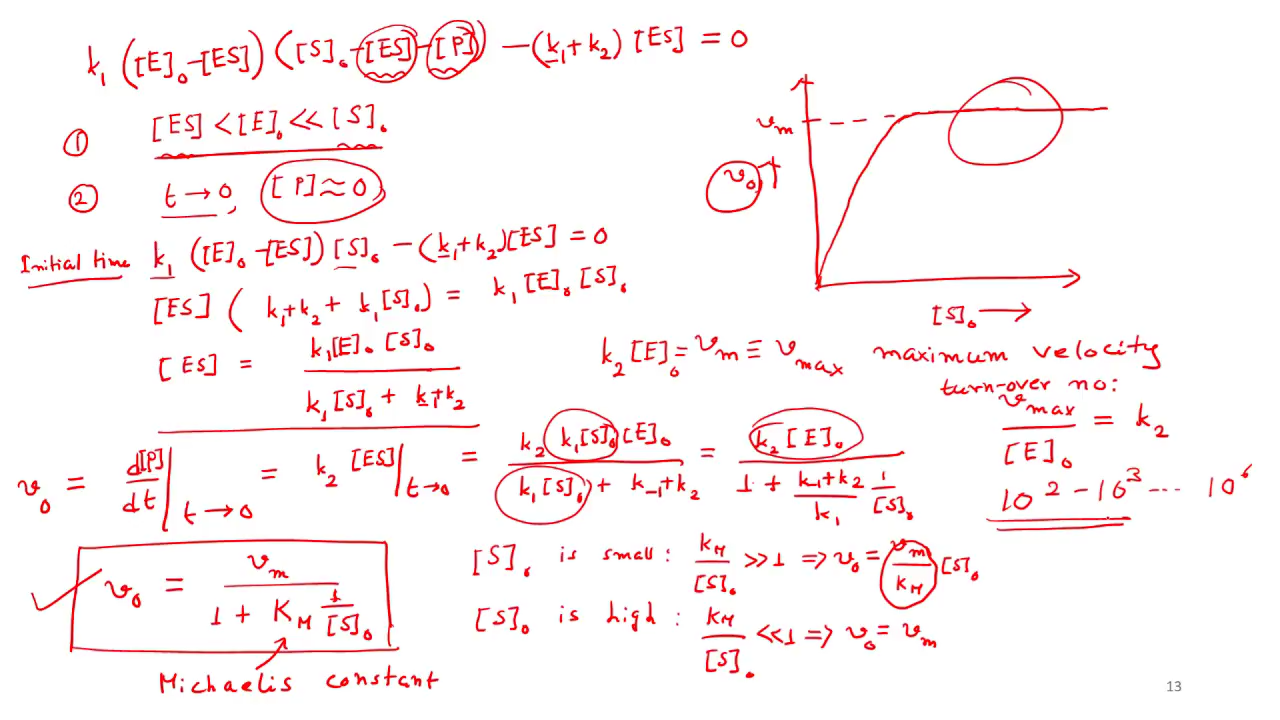 k₁ ([E]₀-[ES]) ([S]₀-[ES]-[P]) - (k₋₁+k₂) [ES] = 0
① [ES] < [E]₀ << [S]₀
② t → 0, [P] ≈ 0
Initial time k₁ ([E]₀-[ES]) [S]₀ - (k₋₁+k₂)[ES] = 0
[ES] ( k₋₁+k₂ + k₁[S]₀) = k₁ [E]₀ [S]₀
[ES] = k₁[E]₀ [S]₀ / k₁[S]₀ + k₋₁+k₂
v₀ = d[P]/dt |t→0 = k₂ [ES]|t→0 = k₂ k₁[S]₀ [E]₀ / k₁[S]₀ + k₋₁+k₂ = k₂ [E]₀ / 1 + k₋₁+k₂/k₁ 1/[S]₀
v₀ = vₘ / 1 + K_M 1/[S]₀
Michaelis constant
vₘ
v₀ ↑
[S]₀ →
k₂ [E]₀ = vₘ ≡ v_max maximum velocity
turn-over no:
v_max / [E]₀ = k₂
10² - 10³ --- 10⁶
[S]₀ is small : k_M/[S]₀ >> 1 => v₀ = vₘ/k_M [S]₀
[S]₀ is high : k_M/[S]₀ << 1 => v₀ = vₘ
13